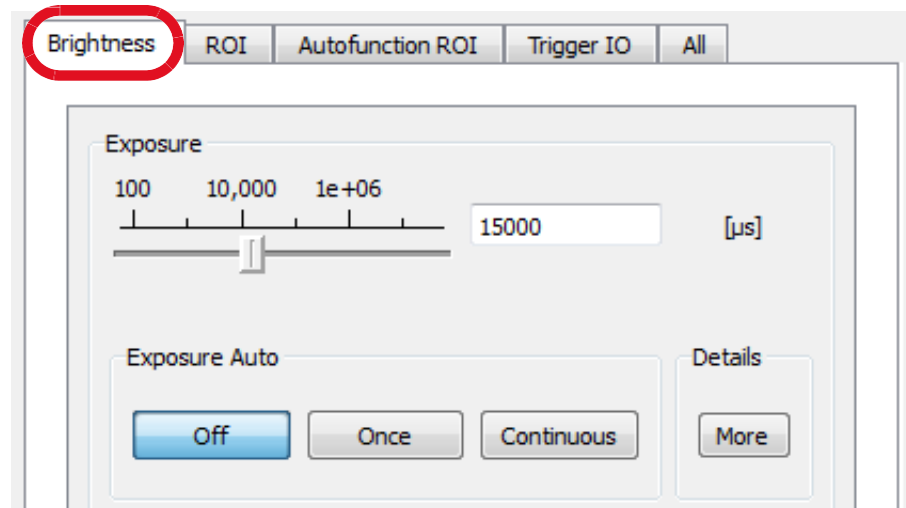 Brightness ROI Autofunction ROI Trigger IO All
Exposure
100 10,000 1e+06
15000 [µs]
Exposure Auto Details
Off Once Continuous More